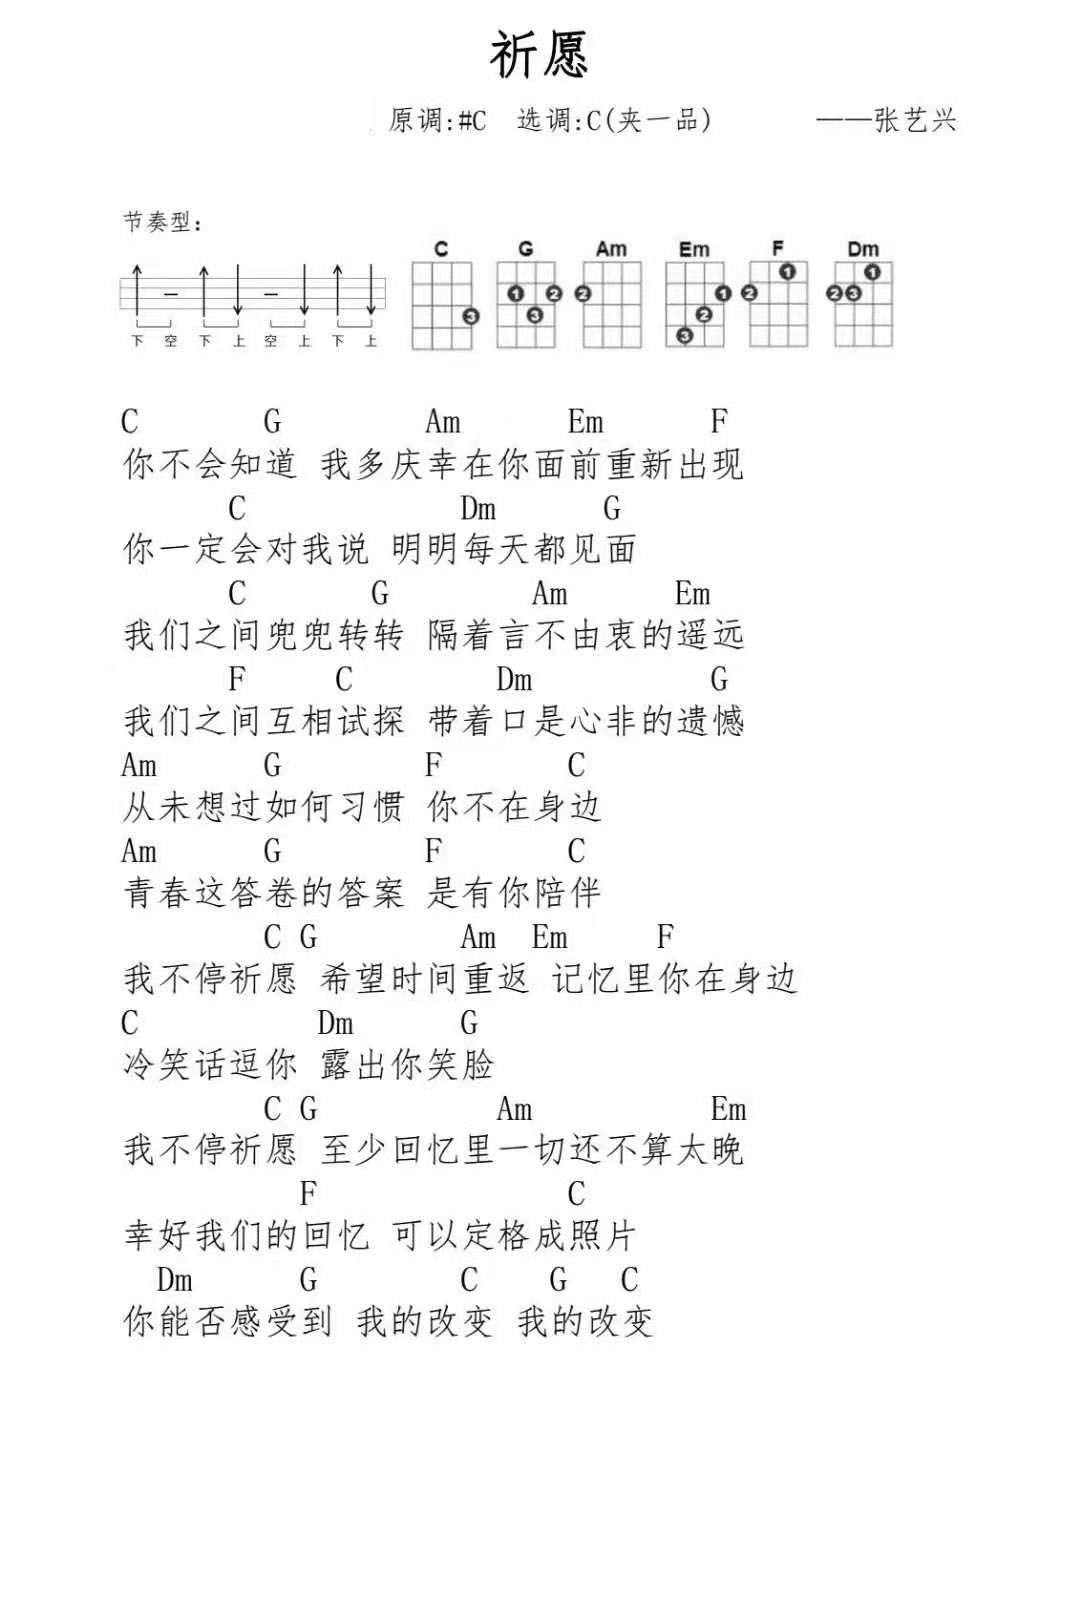 祈愿
原调:#C 选调:C(夹一品) ——张艺兴
节奏型:
C G Am Em F Dm
3 1 2 3 2 1 2 3 2 1 2 3 1
下 空 下 上 空 上 下 上
C G Am Em F
你不会知道 我多庆幸在你面前重新出现
C Dm G
你一定会对我说 明明每天都见面
C G Am Em
我们之间兜兜转转 隔着言不由衷的遥远
F C Dm G
我们之间互相试探 带着口是心非的遗憾
Am G F C
从未想过如何习惯 你不在身边
Am G F C
青春这答卷的答案 是有你陪伴
C G Am Em F
我不停祈愿 希望时间重返 记忆里你在身边
C Dm G
冷笑话逗你 露出你笑脸
C G Am Em
我不停祈愿 至少回忆里一切还不算太晚
F C
幸好我们的回忆 可以定格成照片
Dm G C G C
你能否感受到 我的改变 我的改变